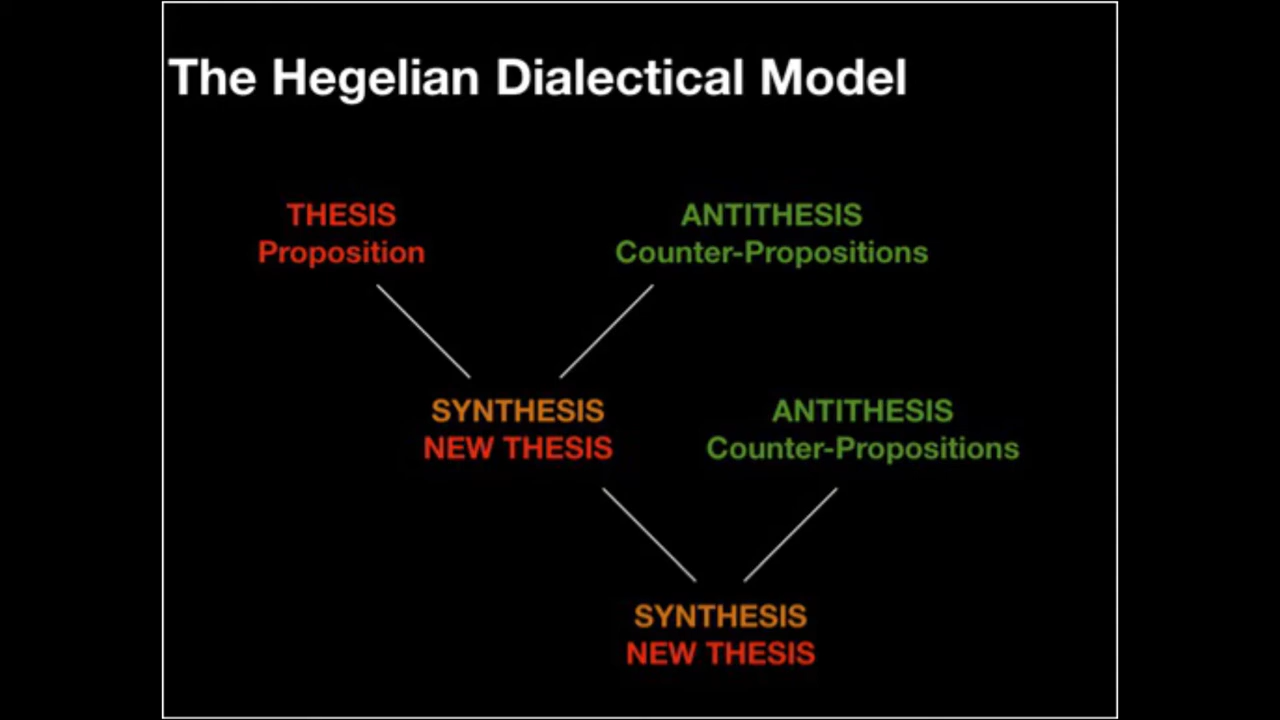 The Hegelian Dialectical Model
THESIS
Proposition
ANTITHESIS
Counter-Propositions
SYNTHESIS
NEW THESIS
ANTITHESIS
Counter-Propositions
SYNTHESIS
NEW THESIS